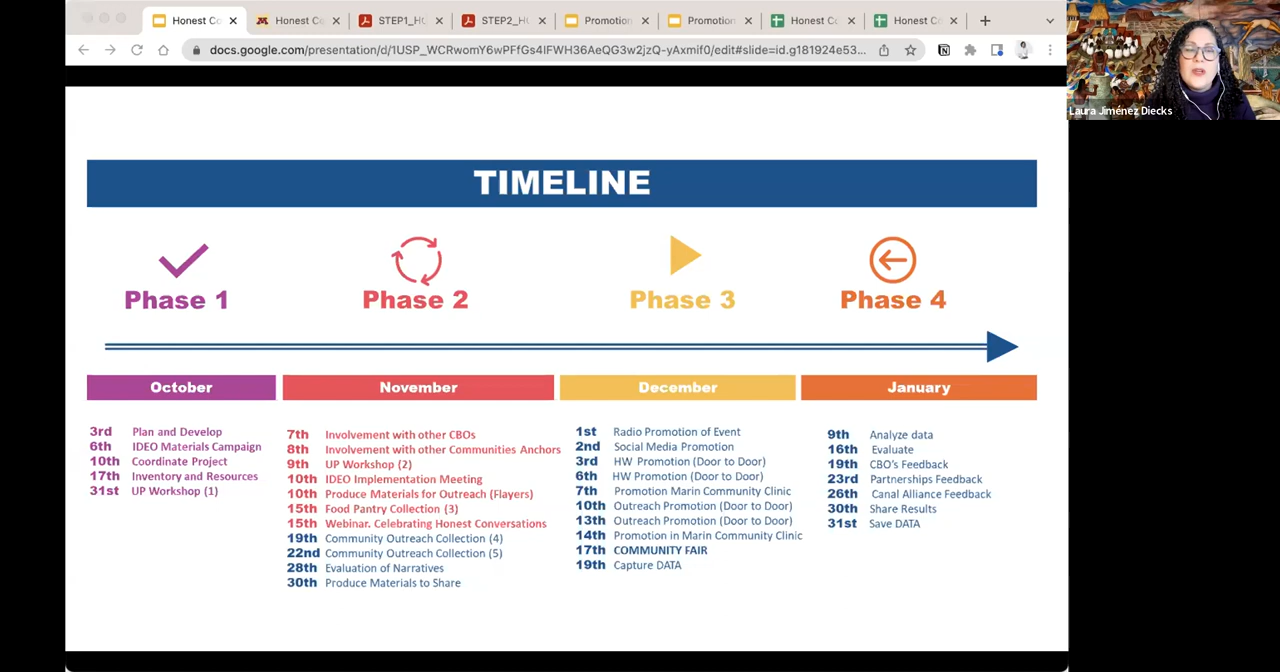 Honest Co
Honest Co
STEP1_HU
STEP2_HU
Promotion
Promotion
Honest Co
Honest Co
docs.google.com/presentation/d/1USP_WCRwomY6wPFfGs4lFWH36AeQG3w2jzQ-yAxmif0/edit#slide=id.g181924e53...
Laura Jiménez Diecks
TIMELINE
Phase 1
Phase 2
Phase 3
Phase 4
October
November
December
January
3rd Plan and Develop
6th IDEO Materials Campaign
10th Coordinate Project
17th Inventory and Resources
31st UP Workshop (1)
7th Involvement with other CBOs
8th Involvement with other Communities Anchors
9th UP Workshop (2)
10th IDEO Implementation Meeting
10th Produce Materials for Outreach (Flayers)
15th Food Pantry Collection (3)
15th Webinar. Celebrating Honest Conversations
19th Community Outreach Collection (4)
22nd Community Outreach Collection (5)
28th Evaluation of Narratives
30th Produce Materials to Share
1st Radio Promotion of Event
2nd Social Media Promotion
3rd HW Promotion (Door to Door)
6th HW Promotion (Door to Door)
7th Promotion Marin Community Clinic
10th Outreach Promotion (Door to Door)
13th Outreach Promotion (Door to Door)
14th Promotion in Marin Community Clinic
17th COMMUNITY FAIR
19th Capture DATA
9th Analyze data
16th Evaluate
19th CBO's Feedback
23rd Partnerships Feedback
26th Canal Alliance Feedback
30th Share Results
31st Save DATA